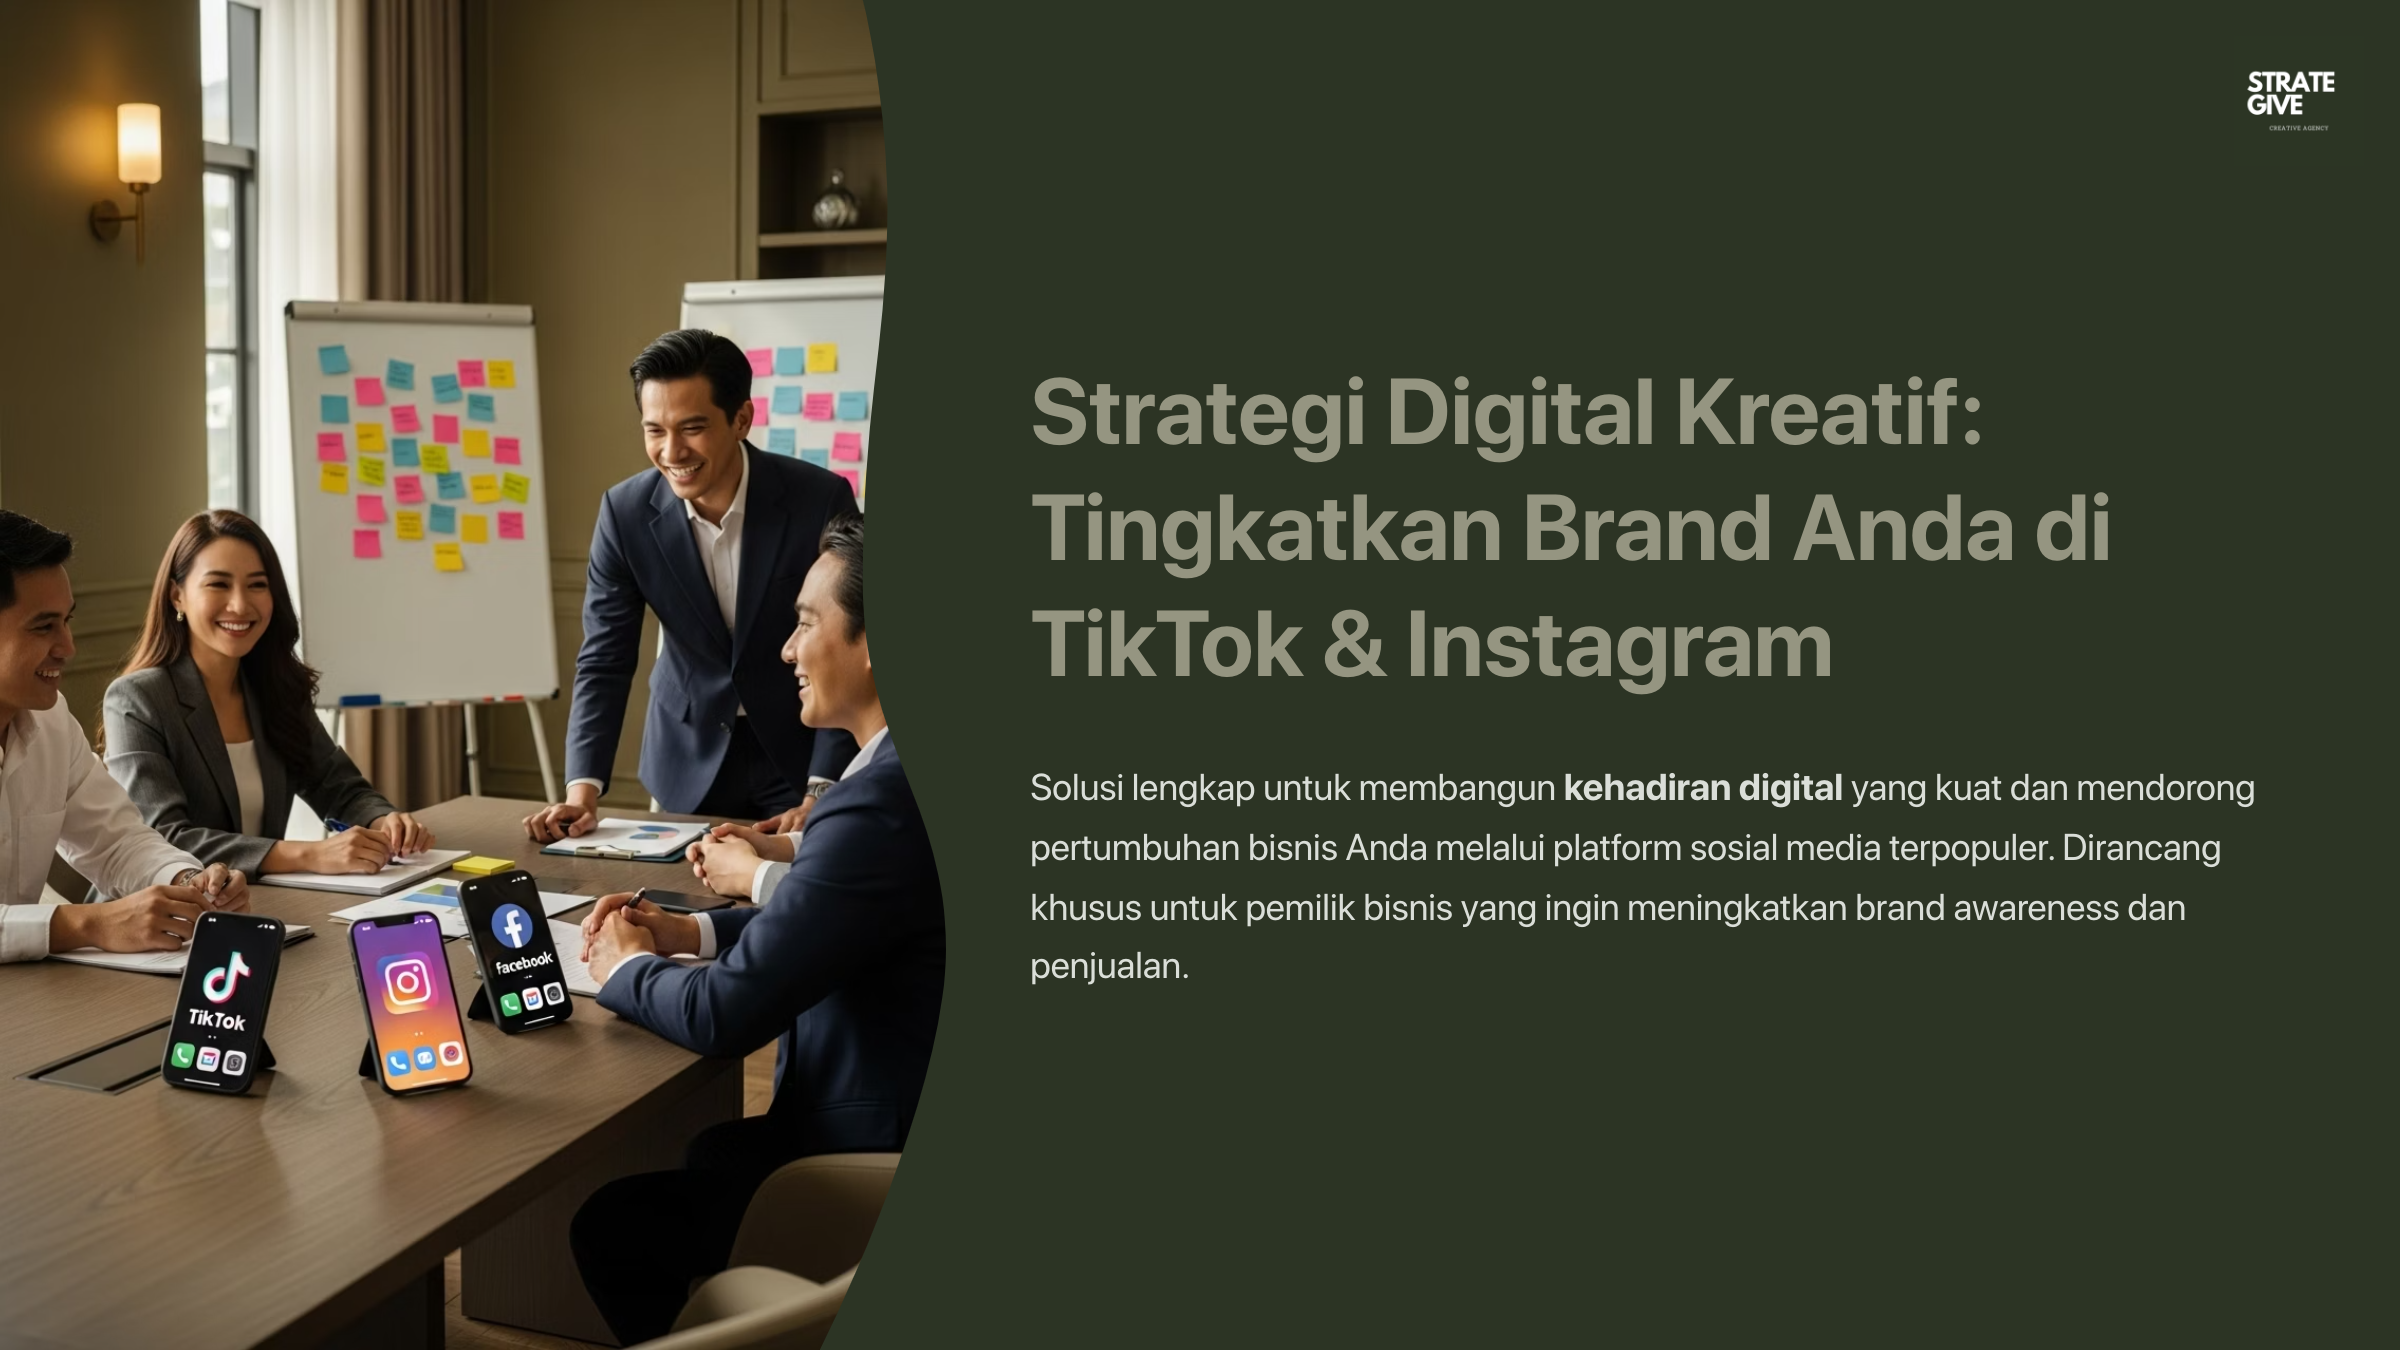 STRATE
GIVE
CREATIVE AGENCY
Strategi Digital Kreatif:
Tingkatkan Brand Anda di
TikTok & Instagram
Solusi lengkap untuk membangun kehadiran digital yang kuat dan mendorong
pertumbuhan bisnis Anda melalui platform sosial media terpopuler. Dirancang
khusus untuk pemilik bisnis yang ingin meningkatkan brand awareness dan
penjualan.
facebook
TikTok